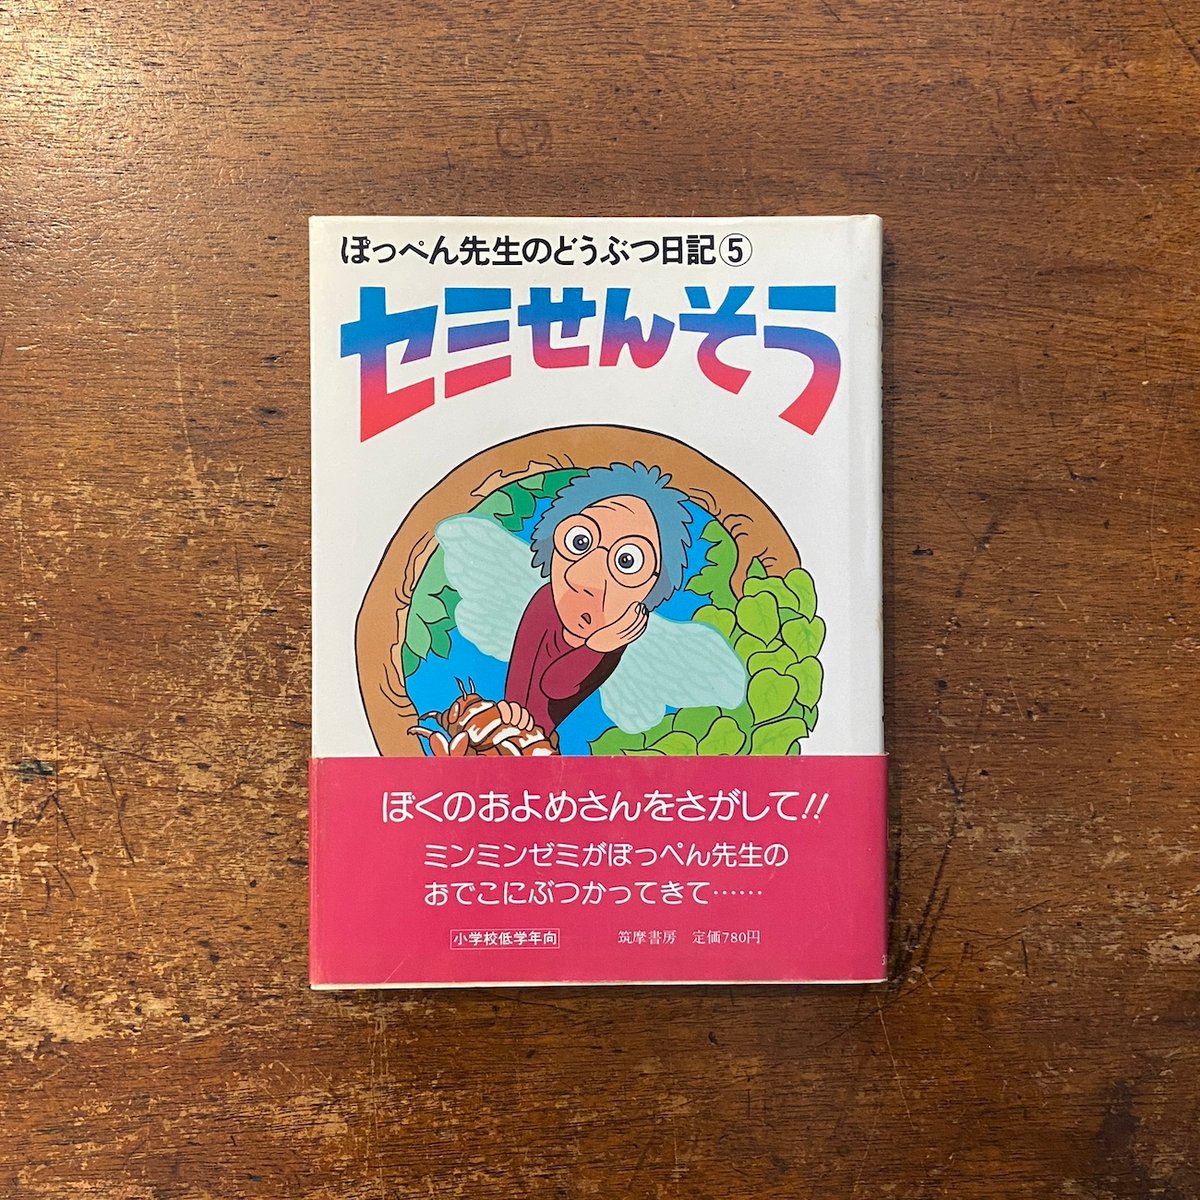 ぽっぺん先生のどうぶつ日記⑤
セミせんそう
ぼくのおよめさんをさがして!!
ミンミンゼミがぽっぺん先生の
おでこにぶつかってきて……
小学校低学年向 筑摩書房 定価780円